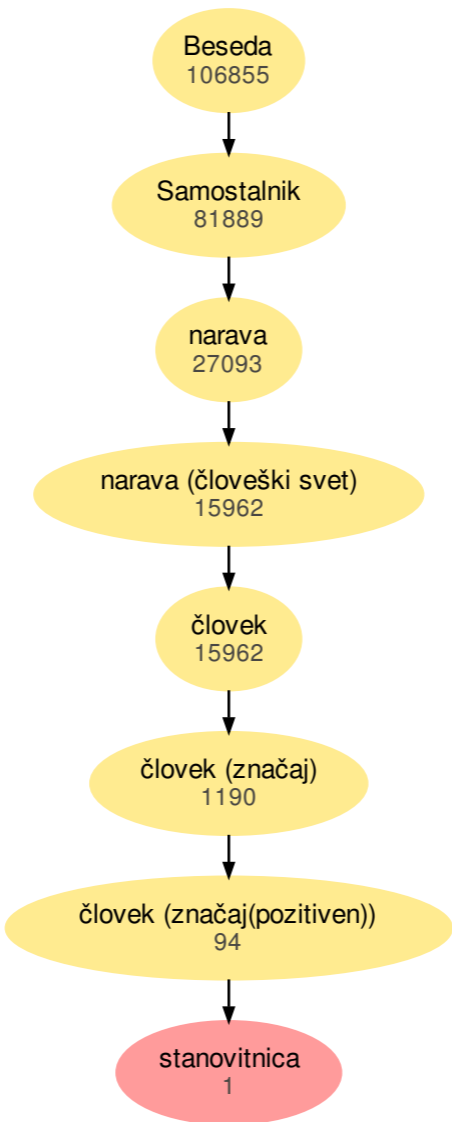 Beseda
106855
Samostalnik
81889
narava
27093
narava (človeški svet)
15962
človek
15962
človek (značaj)
1190
človek (značaj(pozitiven))
94
stanovitnica
1